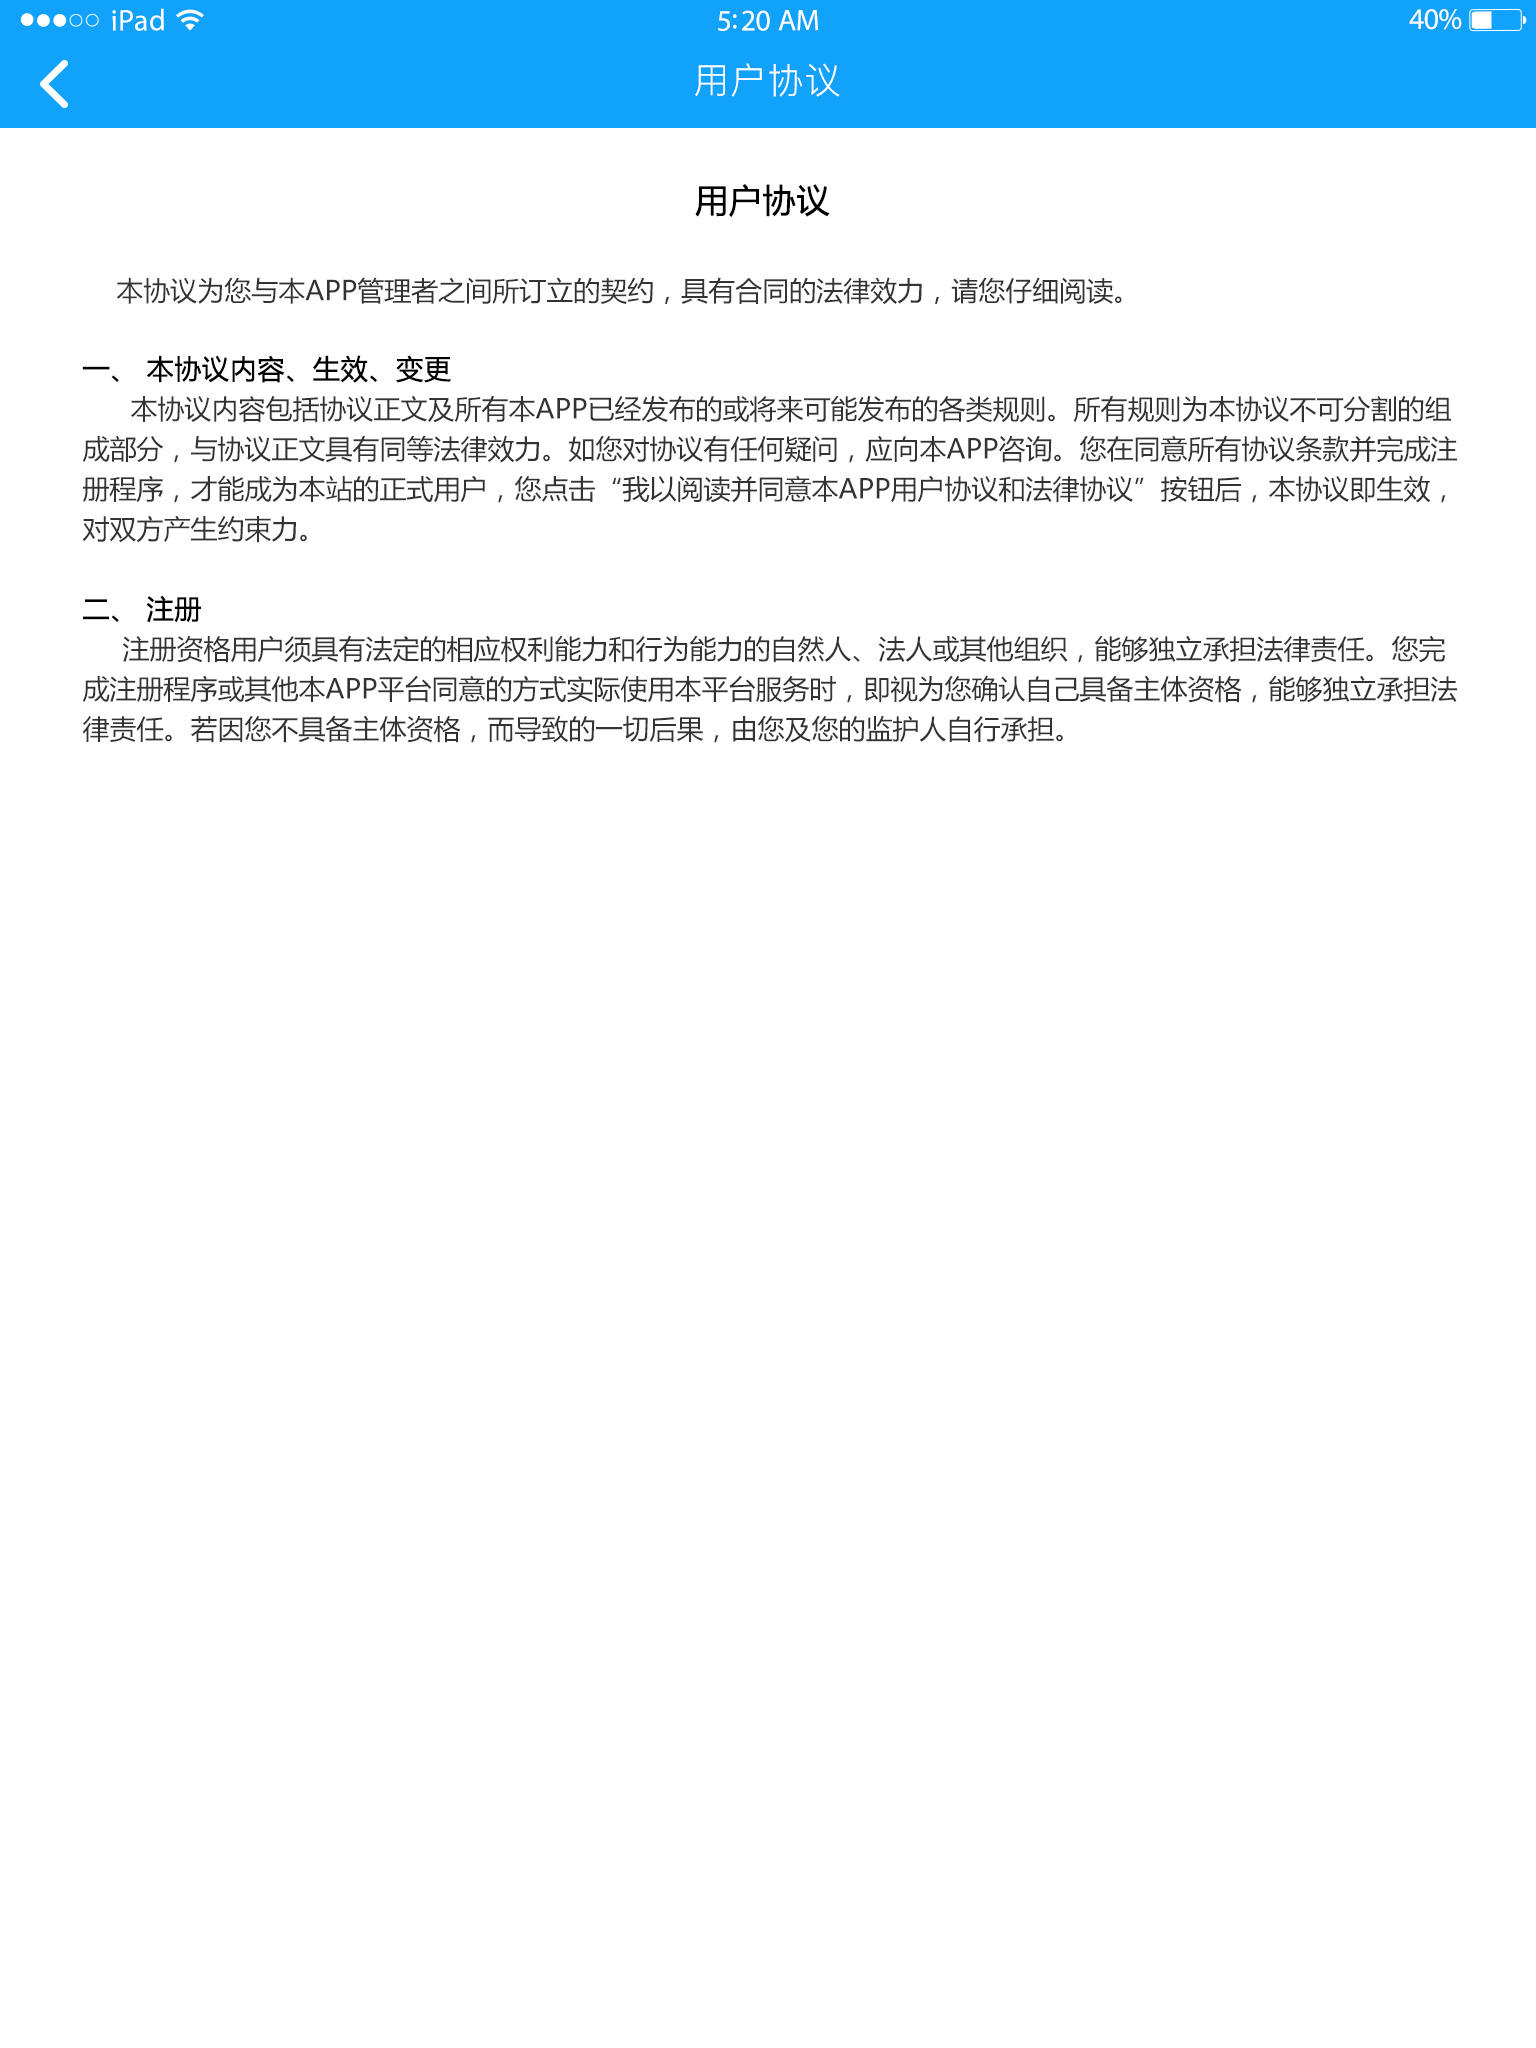 iPad 5:20 AM 40%
用户协议
用户协议
本协议为您与本APP管理者之间所订立的契约，具有合同的法律效力，请您仔细阅读。
一、 本协议内容、生效、变更
本协议内容包括协议正文及所有本APP已经发布的或将来可能发布的各类规则。所有规则为本协议不可分割的组
成部分，与协议正文具有同等法律效力。如您对协议有任何疑问，应向本APP咨询。您在同意所有协议条款并完成注
册程序，才能成为本站的正式用户，您点击“我以阅读并同意本APP用户协议和法律协议”按钮后，本协议即生效，
对双方产生约束力。
二、 注册
注册资格用户须具有法定的相应权利能力和行为能力的自然人、法人或其他组织，能够独立承担法律责任。您完
成注册程序或其他本APP平台同意的方式实际使用本平台服务时，即视为您确认自己具备主体资格，能够独立承担法
律责任。若因您不具备主体资格，而导致的一切后果，由您及您的监护人自行承担。